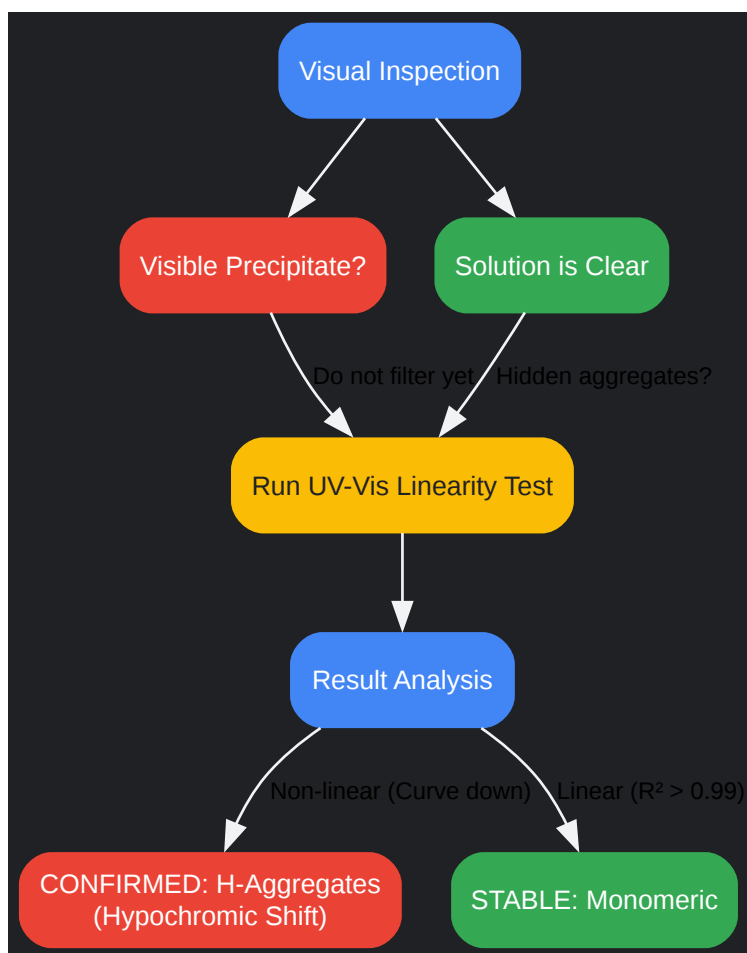 Visual Inspection
Visible Precipitate?
Solution is Clear
Do not filter yet
Hidden aggregates?
Run UV-Vis Linearity Test
Result Analysis
Non-linear (Curve down)
Linear (R² > 0.99)
CONFIRMED: H-Aggregates
(Hypochromic Shift)
STABLE: Monomeric